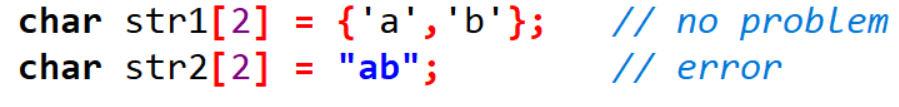 char str1[2] = {'a','b'}; // no problem
char str2[2] = "ab"; // error